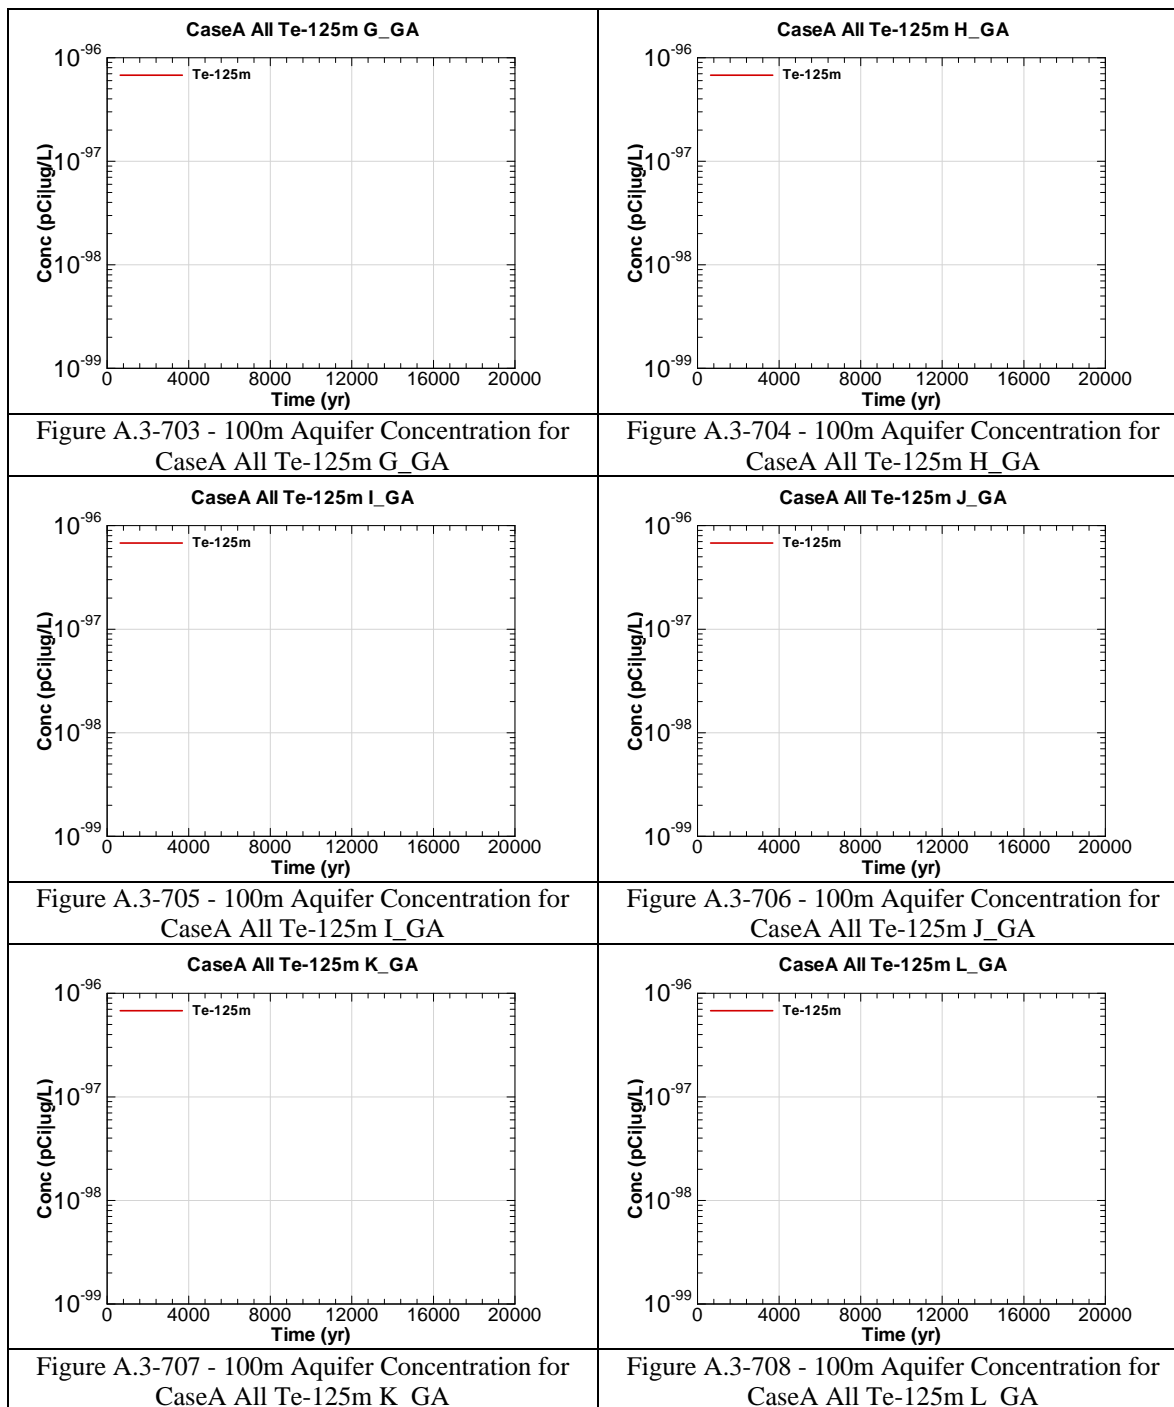 CaseA All Te-125m G_GA
10^-96
Te-125m
10^-97
Conc (pCi|ug/L)
10^-98
10^-99
0 4000 8000 12000 16000 20000
Time (yr)
Figure A.3-703 - 100m Aquifer Concentration for
CaseA All Te-125m G_GA
CaseA All Te-125m H_GA
10^-96
Te-125m
10^-97
Conc (pCi|ug/L)
10^-98
10^-99
0 4000 8000 12000 16000 20000
Time (yr)
Figure A.3-704 - 100m Aquifer Concentration for
CaseA All Te-125m H_GA
CaseA All Te-125m I_GA
10^-96
Te-125m
10^-97
Conc (pCi|ug/L)
10^-98
10^-99
0 4000 8000 12000 16000 20000
Time (yr)
Figure A.3-705 - 100m Aquifer Concentration for
CaseA All Te-125m I_GA
CaseA All Te-125m J_GA
10^-96
Te-125m
10^-97
Conc (pCi|ug/L)
10^-98
10^-99
0 4000 8000 12000 16000 20000
Time (yr)
Figure A.3-706 - 100m Aquifer Concentration for
CaseA All Te-125m J_GA
CaseA All Te-125m K_GA
10^-96
Te-125m
10^-97
Conc (pCi|ug/L)
10^-98
10^-99
0 4000 8000 12000 16000 20000
Time (yr)
Figure A.3-707 - 100m Aquifer Concentration for
CaseA All Te-125m K_GA
CaseA All Te-125m L_GA
10^-96
Te-125m
10^-97
Conc (pCi|ug/L)
10^-98
10^-99
0 4000 8000 12000 16000 20000
Time (yr)
Figure A.3-708 - 100m Aquifer Concentration for
CaseA All Te-125m L_GA